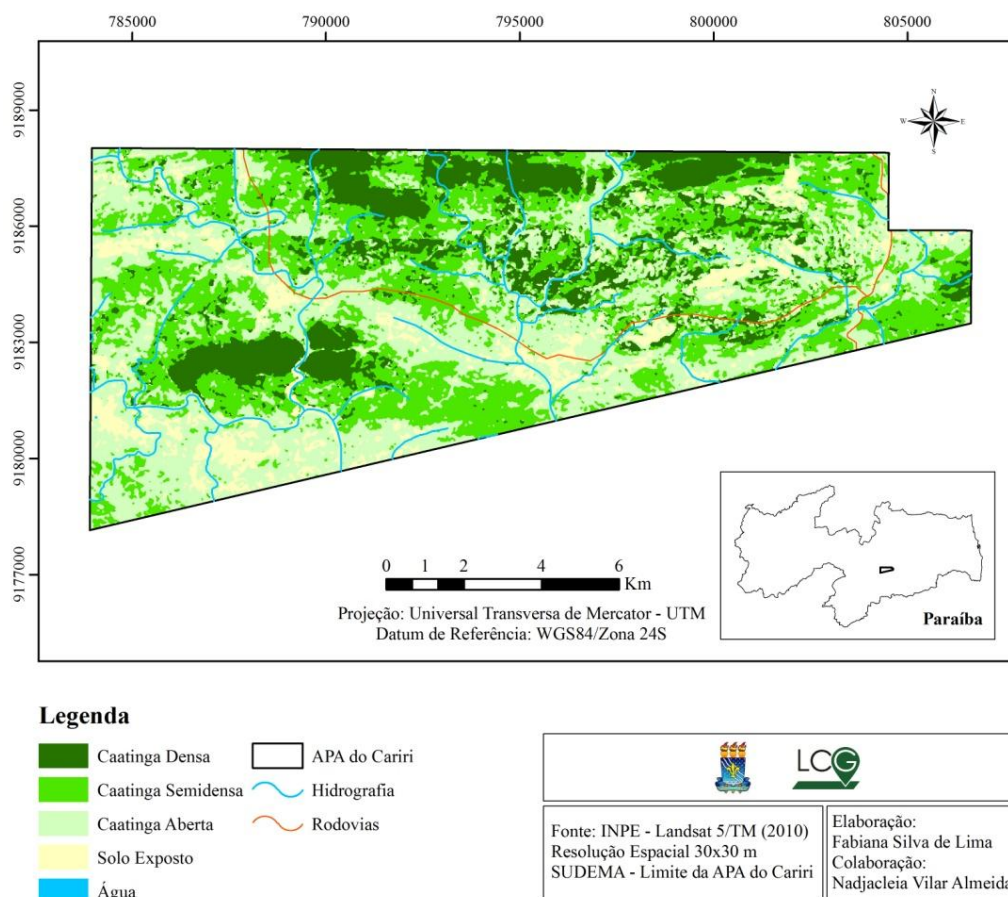 785000 790000 795000 800000 805000
9189000
9186000
9183000
9180000
9177000
N
W E
S
0 1 2 4 6
Km
Projeção: Universal Transversa de Mercator - UTM
Datum de Referência: WGS84/Zona 24S
Paraíba
Legenda
Caatinga Densa
Caatinga Semidensa
Caatinga Aberta
Solo Exposto
Água
APA do Cariri
Hidrografia
Rodovias
LCG
Fonte: INPE - Landsat 5/TM (2010)
Resolução Espacial 30x30 m
SUDEMA - Limite da APA do Cariri
Elaboração:
Fabiana Silva de Lima
Colaboração:
Nadjacleia Vilar Almeida